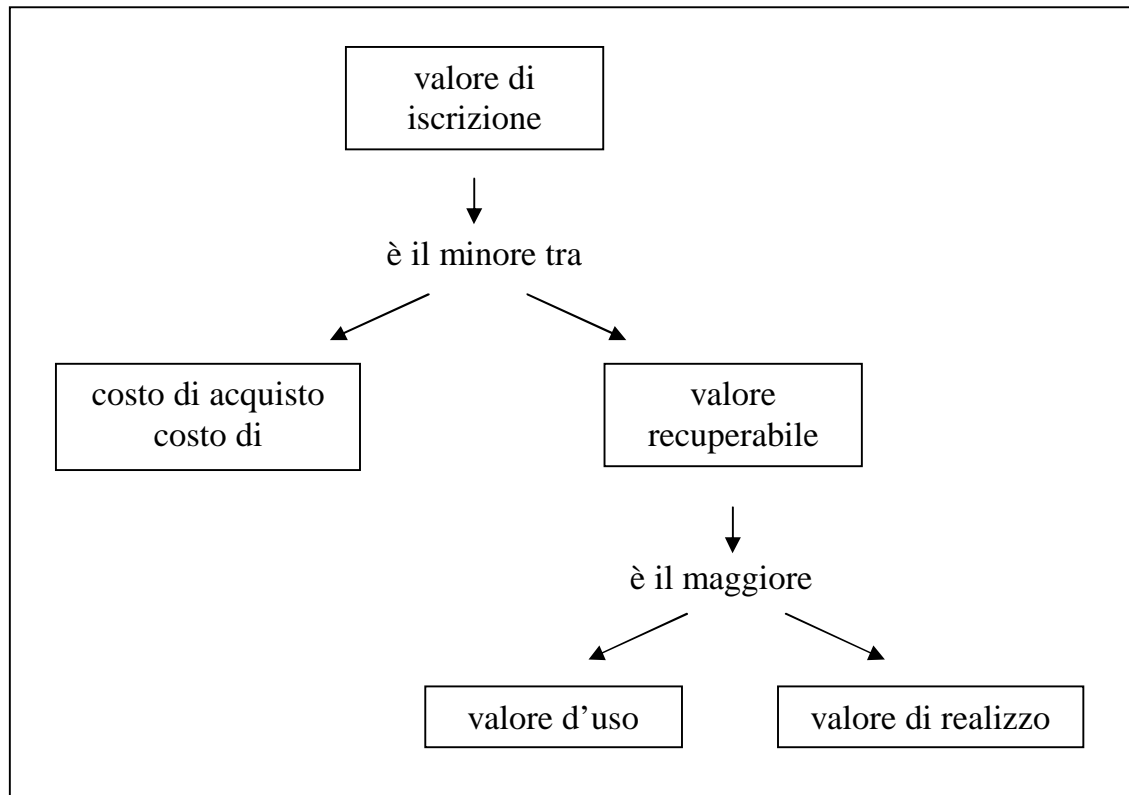 valore di
iscrizione
è il minore tra
costo di acquisto
costo di
valore
recuperabile
è il maggiore
valore d’uso
valore di realizzo